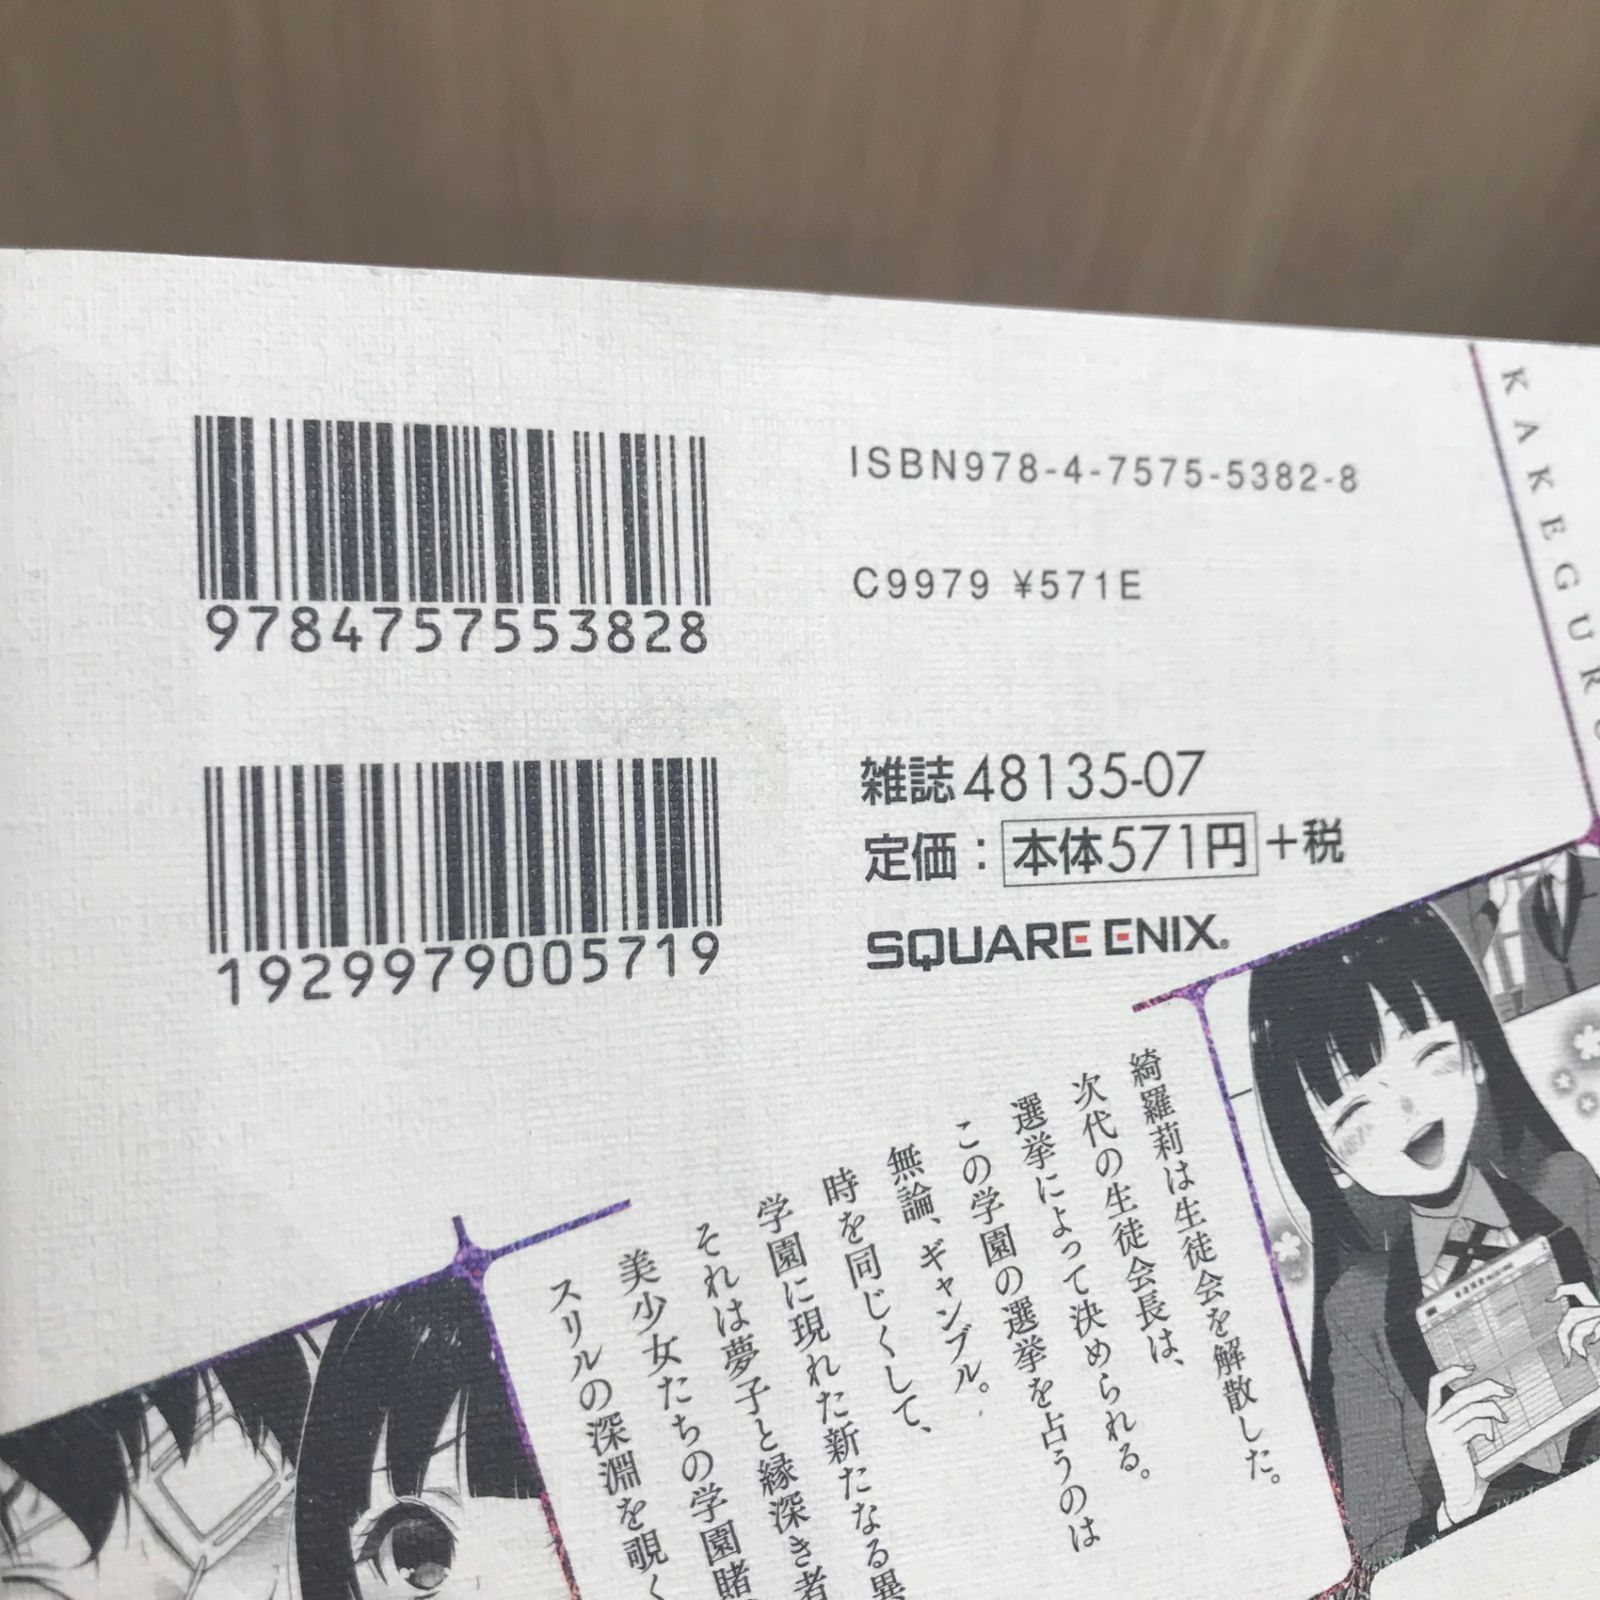 9784757553828
ISBN978-4-7575-5382-8
C9979 ¥571E
1929979005719
雑誌48135-07
定価：本体571円+税
SQUARE ENIX®
KAKEGUR
綺羅莉は生徒会を解散した。
次代の生徒会長は、
選挙によって決められる。
この学園の選挙を占うのは
無論、ギャンブル。
時を同じくして、
学園に現れた新たなる異
それは夢子と縁深き者
美少女たちの学園賭
スリルの深淵を覗く